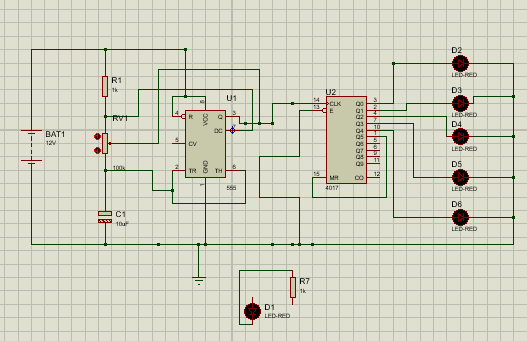 BAT1
12V
R1
1k
RV1
100k
C1
10uF
U1
4
R
8
VCC
Q
3
DC
7
5
CV
2
TR
GND
1
TH
6
555
U2
14
CLK
13
E
15
MR
4017
Q0
3
Q1
2
Q2
4
Q3
7
Q4
10
Q5
1
Q6
5
Q7
6
Q8
9
Q9
11
CO
12
D2
LED-RED
D3
LED-RED
D4
LED-RED
D5
LED-RED
D6
LED-RED
R7
1k
D1
LED-RED